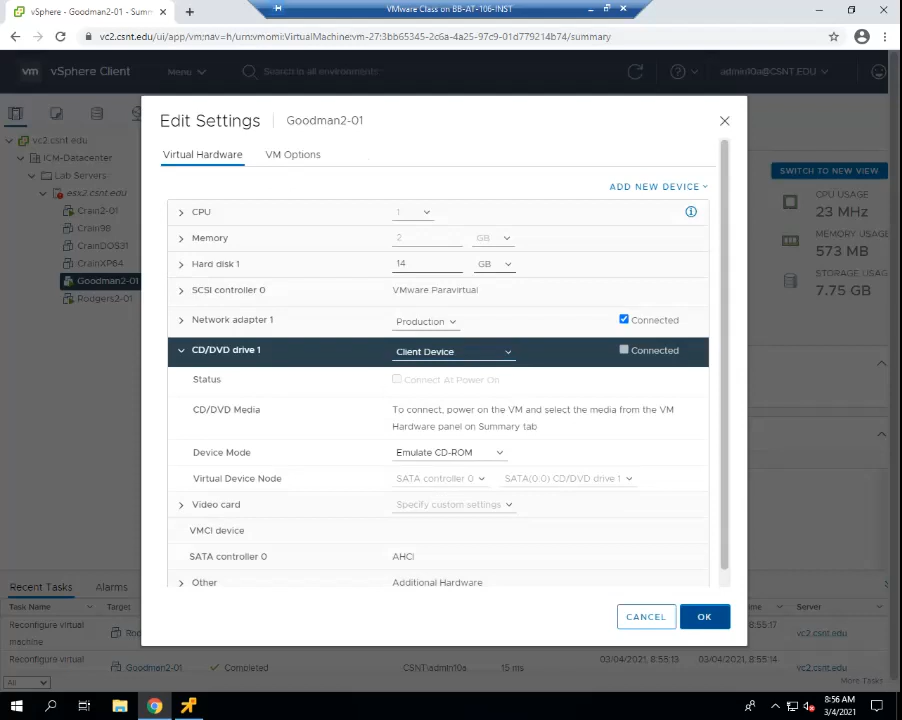 vSphere - Goodman2-01 - Summ
VMware Class on BB-AT-106-INST
vc2.csnt.edu/ui/app/vm;nav=h/urn:vmomi:VirtualMachine:vm-27:3bb65345-2c6a-4a25-97c9-01d779214b74/summary
vm vSphere Client Menu Search in all environments admin10a@CSNT.EDU
vc2.csnt.edu
ICM-Datacenter
Lab Servers
esx2.csnt.edu
Crain2-01
Crain98
CrainDOS31
CrainXP64
Goodman2-01
Rodgers2-01
SWITCH TO NEW VIEW
CPU USAGE
23 MHz
MEMORY USAGE
573 MB
STORAGE USAG
7.75 GB
Edit Settings Goodman2-01
Virtual Hardware VM Options
ADD NEW DEVICE
CPU 1
Memory 2 GB
Hard disk 1 14 GB
SCSI controller 0 VMware Paravirtual
Network adapter 1 Production Connected
CD/DVD drive 1 Client Device Connected
Status Connect At Power On
CD/DVD Media To connect, power on the VM and select the media from the VM
Hardware panel on Summary tab
Device Mode Emulate CD-ROM
Virtual Device Node SATA controller 0 SATA(0:0) CD/DVD drive 1
Video card Specify custom settings
VMCI device
SATA controller 0 AHCI
Other Additional Hardware
CANCEL OK
Recent Tasks Alarms
Task Name Target Server
Reconfigure virtual
machine
Rod
8:55:17
vc2.csnt.edu
Reconfigure virtual Goodman2-01 Completed CSNT\admin10a 15 ms 03/04/2021, 8:55:13 03/04/2021, 8:55:14 vc2.csnt.edu
All
More Tasks
8:56 AM
3/4/2021